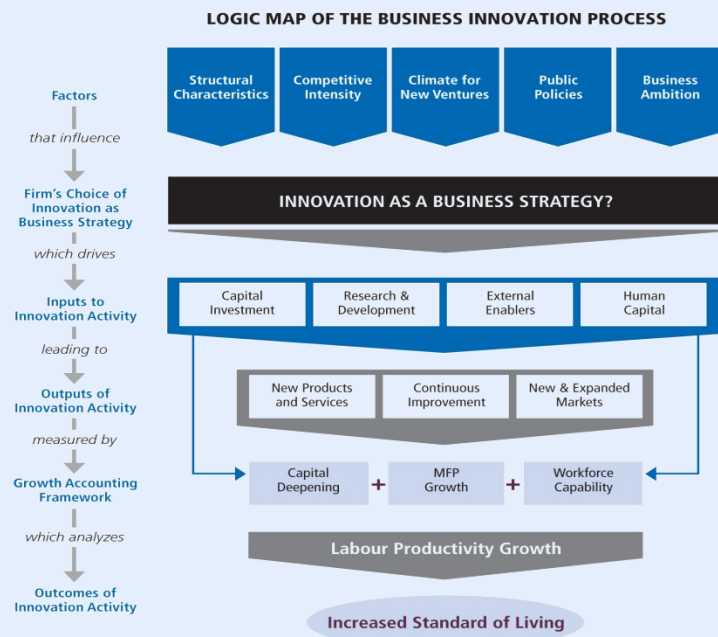 LOGIC MAP OF THE BUSINESS INNOVATION PROCESS
Factors
that influence
Firm's Choice of
Innovation as
Business Strategy
which drives
Inputs to
Innovation Activity
leading to
Outputs of
Innovation Activity
measured by
Growth Accounting
Framework
which analyzes
Outcomes of
Innovation Activity
Structural
Characteristics
Competitive
Intensity
Climate for
New Ventures
Public
Policies
Business
Ambition
INNOVATION AS A BUSINESS STRATEGY?
Capital
Investment
Research &
Development
External
Enablers
Human
Capital
New Products
and Services
Continuous
Improvement
New & Expanded
Markets
Capital
Deepening
+
MFP
Growth
+
Workforce
Capability
Labour Productivity Growth
Increased Standard of Living